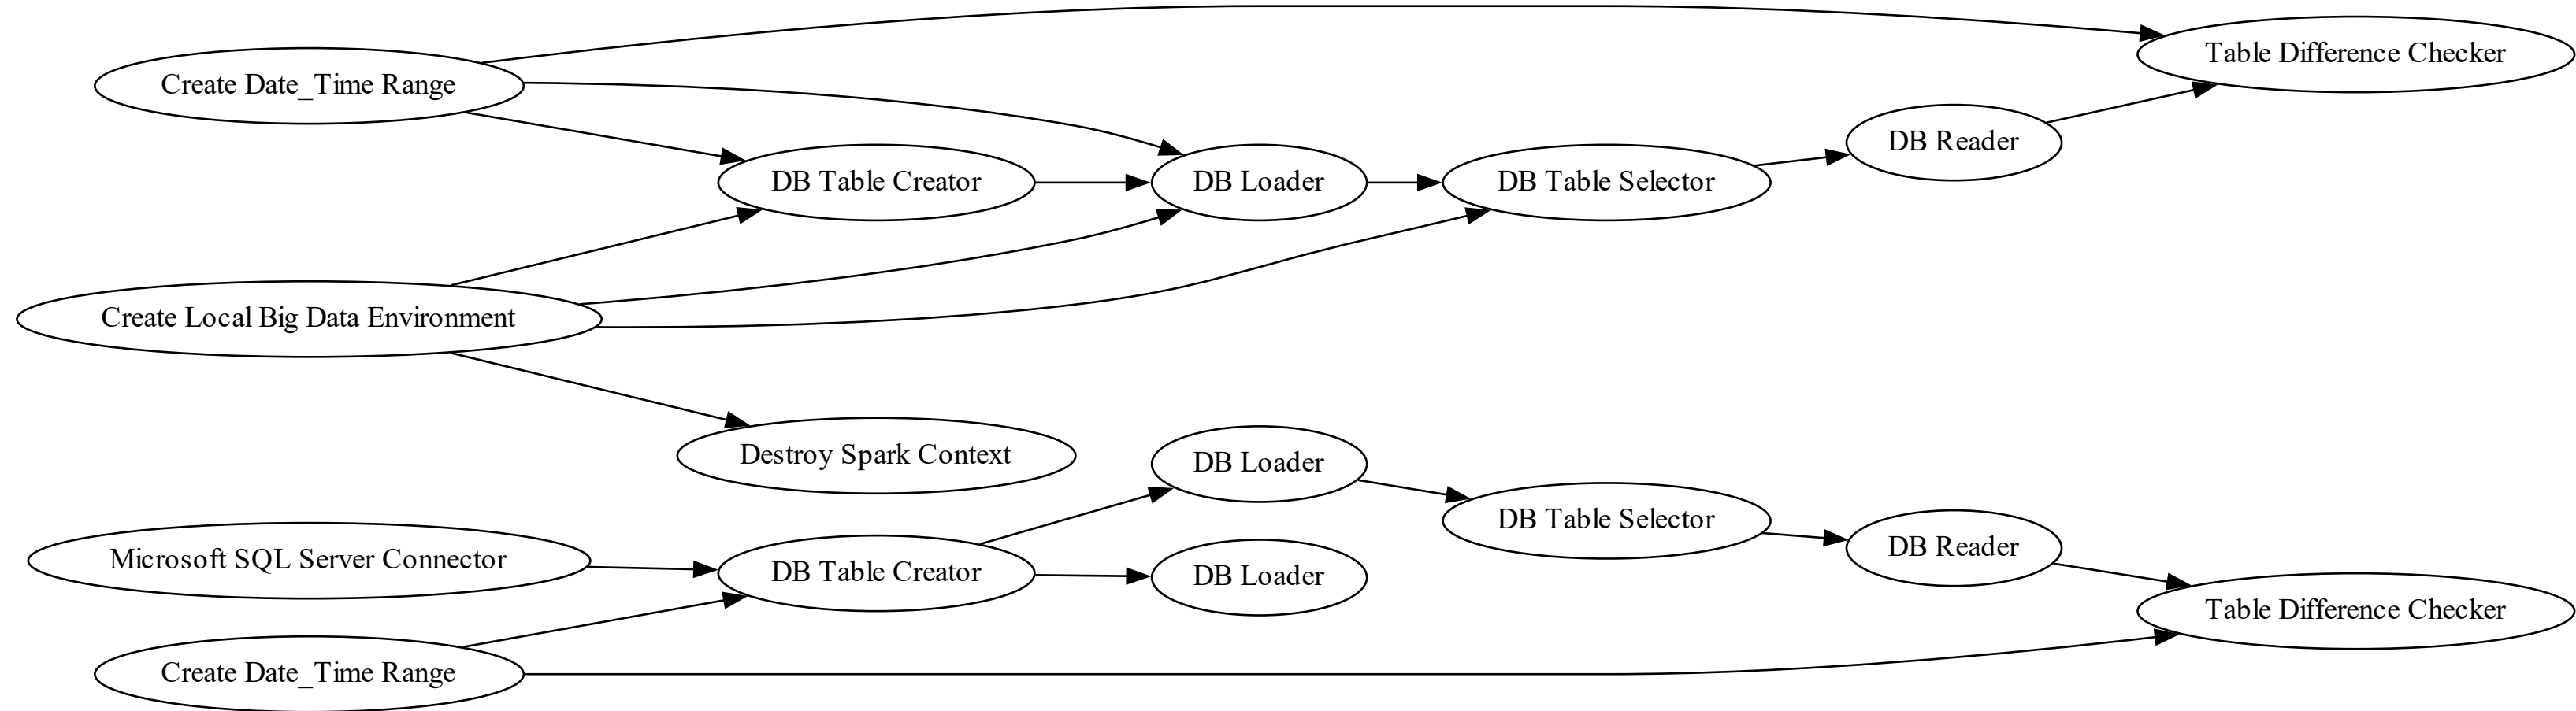 Create Date_Time Range
Table Difference Checker
DB Reader
DB Table Creator
DB Loader
DB Table Selector
Create Local Big Data Environment
Destroy Spark Context
DB Loader
DB Table Selector
Microsoft SQL Server Connector
DB Table Creator
DB Loader
DB Reader
Table Difference Checker
Create Date_Time Range